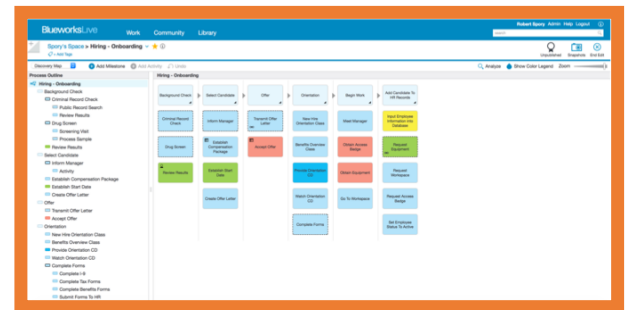 Robert Spory Admin Help Logout
BlueworksLive
Work
Community
Library
Search
Spory's Space > Hiring - Onboarding
Add Tags
Unpublished
Snapshots
End Edit
Discovery Map
Add Milestone
Add Activity
Undo
Analyze
Show Color Legend
Zoom
Process Outline
Hiring - Onboarding
Hiring - Onboarding
Background Check
Criminal Record Check
Public Record Search
Review Results
Drug Screen
Screening Visit
Process Sample
Review Results
Select Candidate
Inform Manager
Activity
Establish Compensation Package
Establish Start Date
Create Offer Letter
Offer
Transmit Offer Letter
Accept Offer
Orientation
New Hire Orientation Class
Benefits Overview Class
Provide Orientation CD
Watch Orientation CD
Complete Forms
Complete I-9
Complete Tax Forms
Complete Benefits Forms
Submit Forms To HR
Background Check
Select Candidate
Offer
Orientation
Begin Work
Add Candidate To
HR Records
Criminal Record
Check
Inform Manager
Transmit Offer
Letter
New Hire
Orientation Class
Meet Manager
Input Employee
Information Into
Database
Drug Screen
Establish
Compensation
Package
Accept Offer
Benefits Overview
Class
Obtain Access
Badge
Request
Equipment
Review Results
Establish Start
Date
Provide Orientation
CD
Obtain Equipment
Request
Workspace
Create Offer Letter
Watch Orientation
CD
Go To Workspace
Request Access
Badge
Complete Forms
Set Employee
Status To Active